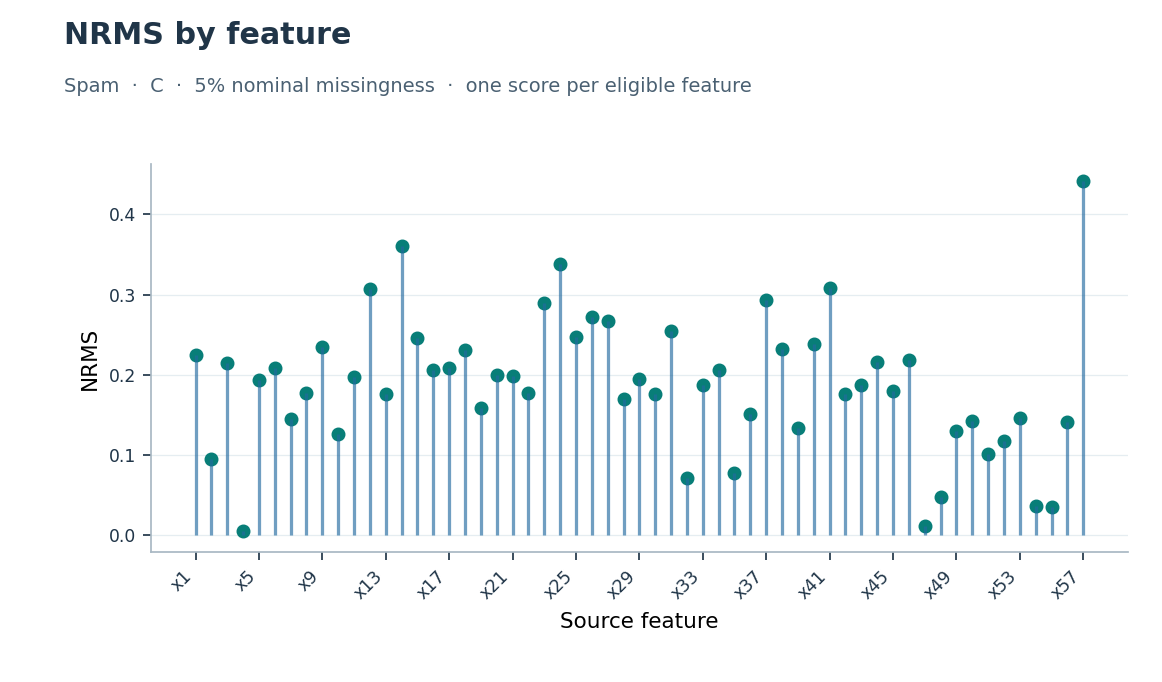 NRMS by feature
Spam · C · 5% nominal missingness · one score per eligible feature
NRMS
0.4
0.3
0.2
0.1
0.0
x1 x5 x9 x13 x17 x21 x25 x29 x33 x37 x41 x45 x49 x53 x57
Source feature